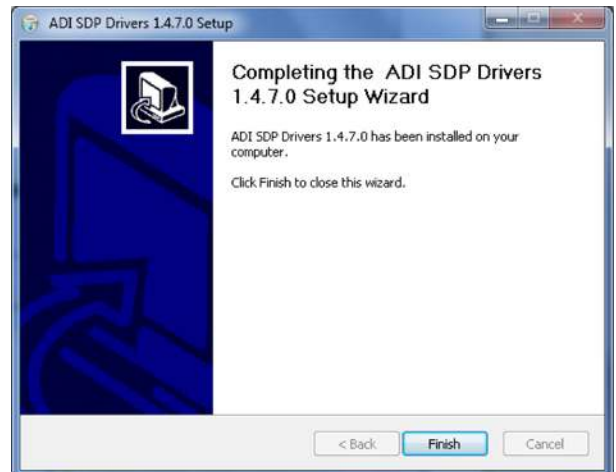 ADI SDP Drivers 1.4.7.0 Setup
Completing the ADI SDP Drivers
1.4.7.0 Setup Wizard
ADI SDP Drivers 1.4.7.0 has been installed on your
computer.
Click Finish to close this wizard.
< Back
Finish
Cancel